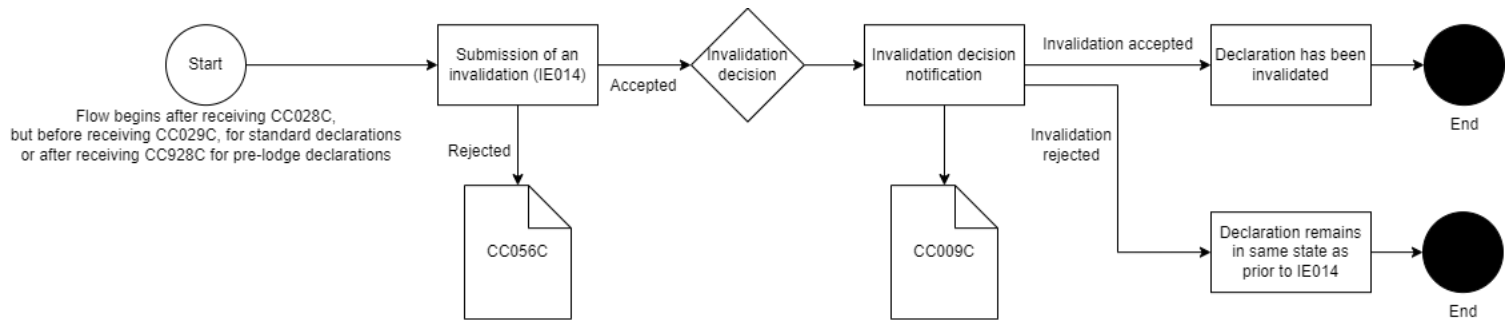 Start
Flow begins after receiving CC028C,
but before receiving CC029C, for standard declarations
or after receiving CC928C for pre-lodge declarations
Submission of an
invalidation (IE014)
Accepted
Rejected
CC056C
Invalidation
decision
Invalidation decision
notification
CC009C
Invalidation accepted
Declaration has been
invalidated
End
Invalidation
rejected
Declaration remains
in same state as
prior to IE014
End